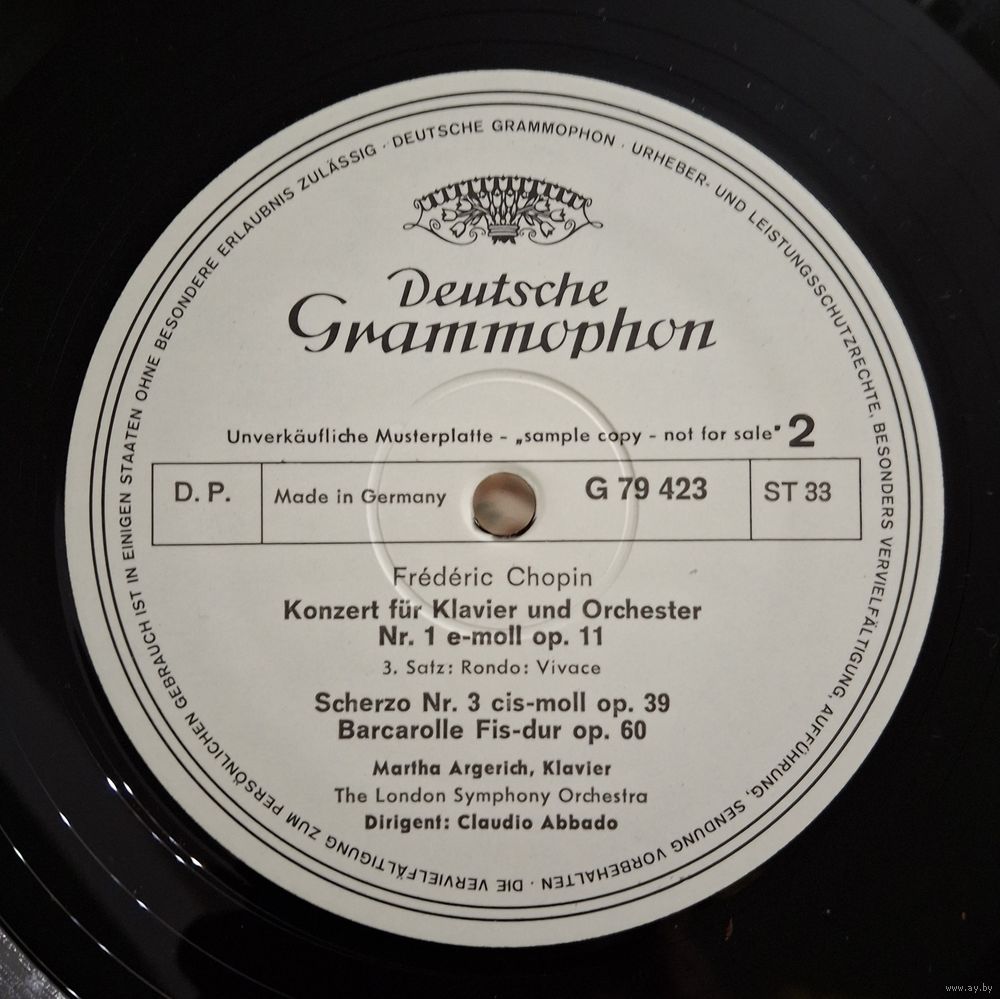 DEUTSCHE GRAMMOPHON · URHEBER- UND LEISTUNGSSCHUTZRECHTE, BESONDERS VERVIELFÄLTIGUNG, AUFFÜHRUNG, SENDUNG VORBEHALTEN · DIE VERVIELFÄLTIGUNG ZUM PERSÖNLICHEN GEBRAUCH IST IN EINIGEN STAATEN OHNE BESONDERE ERLAUBNIS ZULÄSSIG ·
Deutsche
Grammophon
Unverkäufliche Musterplatte - „sample copy - not for sale" 2
D. P. Made in Germany G 79 423 ST 33
Frédéric Chopin
Konzert für Klavier und Orchester
Nr. 1 e-moll op. 11
3. Satz: Rondo: Vivace
Scherzo Nr. 3 cis-moll op. 39
Barcarolle Fis-dur op. 60
Martha Argerich, Klavier
The London Symphony Orchestra
Dirigent: Claudio Abbado
www.ay.by